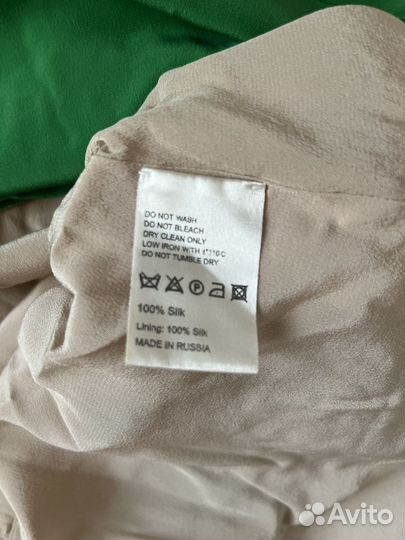 DO NOT WASH
DO NOT BLEACH
DRY CLEAN ONLY
LOW IRON WITH t°110 C
DO NOT TUMBLE DRY
P
100% Silk
Lining: 100% Silk
MADE IN RUSSIA
Avito